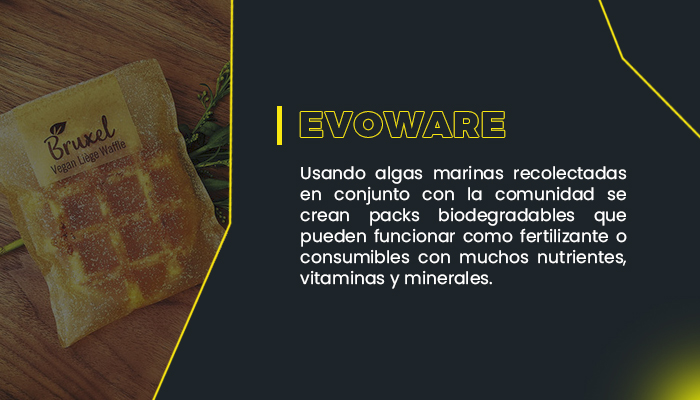 Bruxel
Vegan Liège Waffle
EVOWARE
Usando algas marinas recolectadas
en conjunto con la comunidad se
crean packs biodegradables que
pueden funcionar como fertilizante o
consumibles con muchos nutrientes,
vitaminas y minerales.